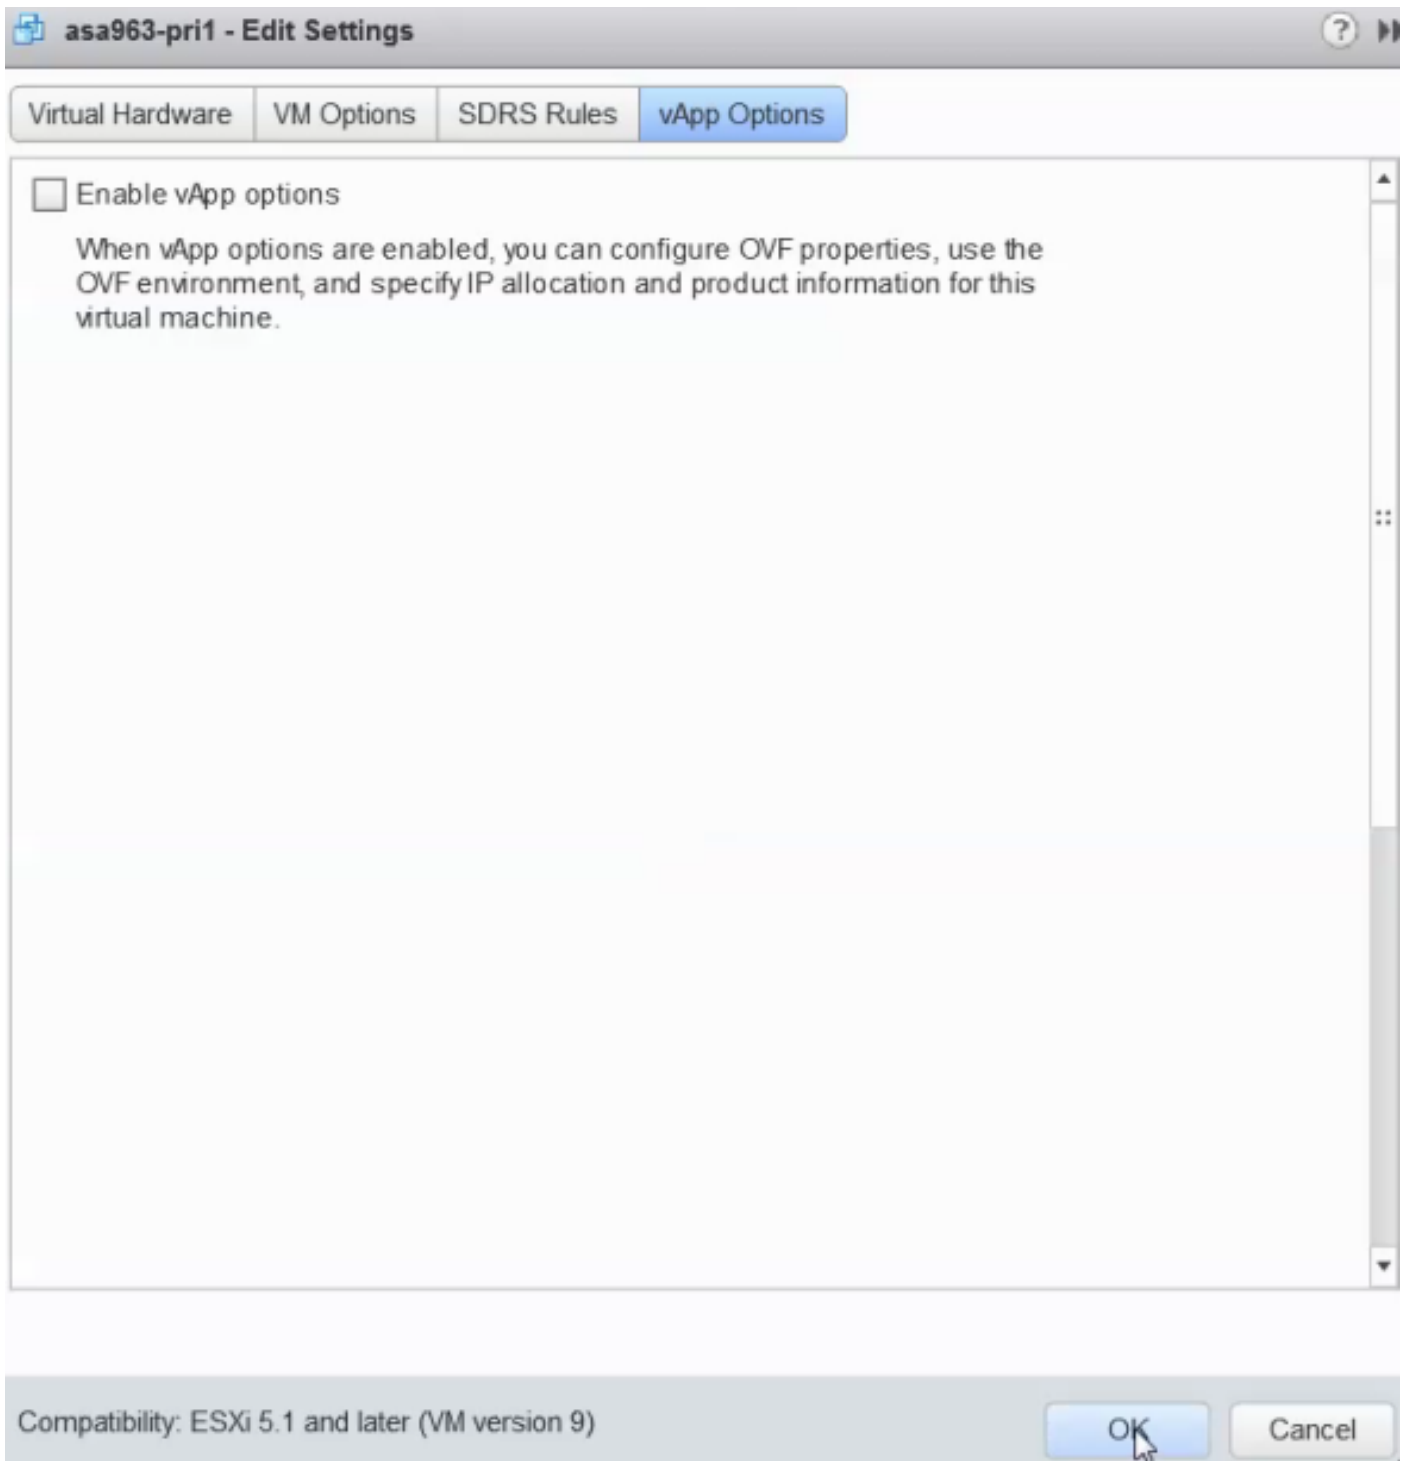 asa963-pri1 - Edit Settings
?
Virtual Hardware
VM Options
SDRS Rules
vApp Options
Enable vApp options
When vApp options are enabled, you can configure OVF properties, use the
OVF environment, and specify IP allocation and product information for this
virtual machine.
Compatibility: ESXi 5.1 and later (VM version 9)
OK
Cancel